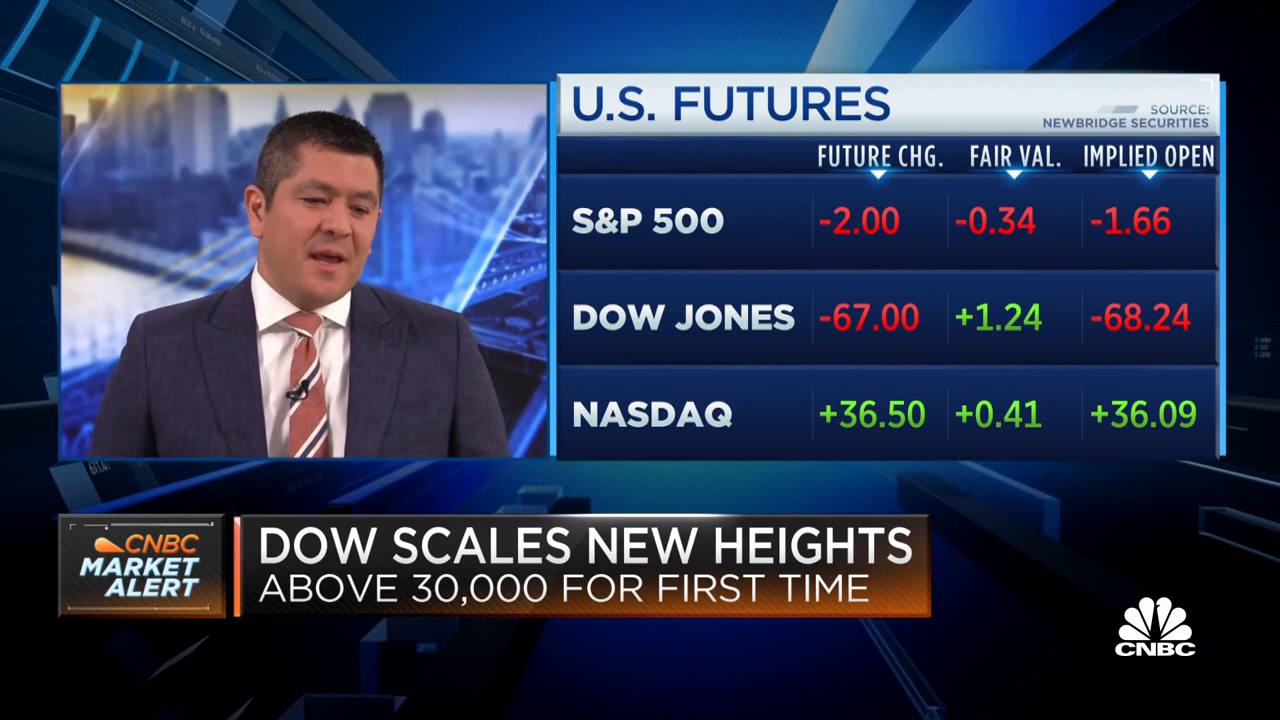 U.S. FUTURES
SOURCE:
NEWBRIDGE SECURITIES
FUTURE CHG. FAIR VAL. IMPLIED OPEN
S&P 500 -2.00 -0.34 -1.66
DOW JONES -67.00 +1.24 -68.24
NASDAQ +36.50 +0.41 +36.09
CNBC
MARKET
ALERT
DOW SCALES NEW HEIGHTS
ABOVE 30,000 FOR FIRST TIME
CNBC